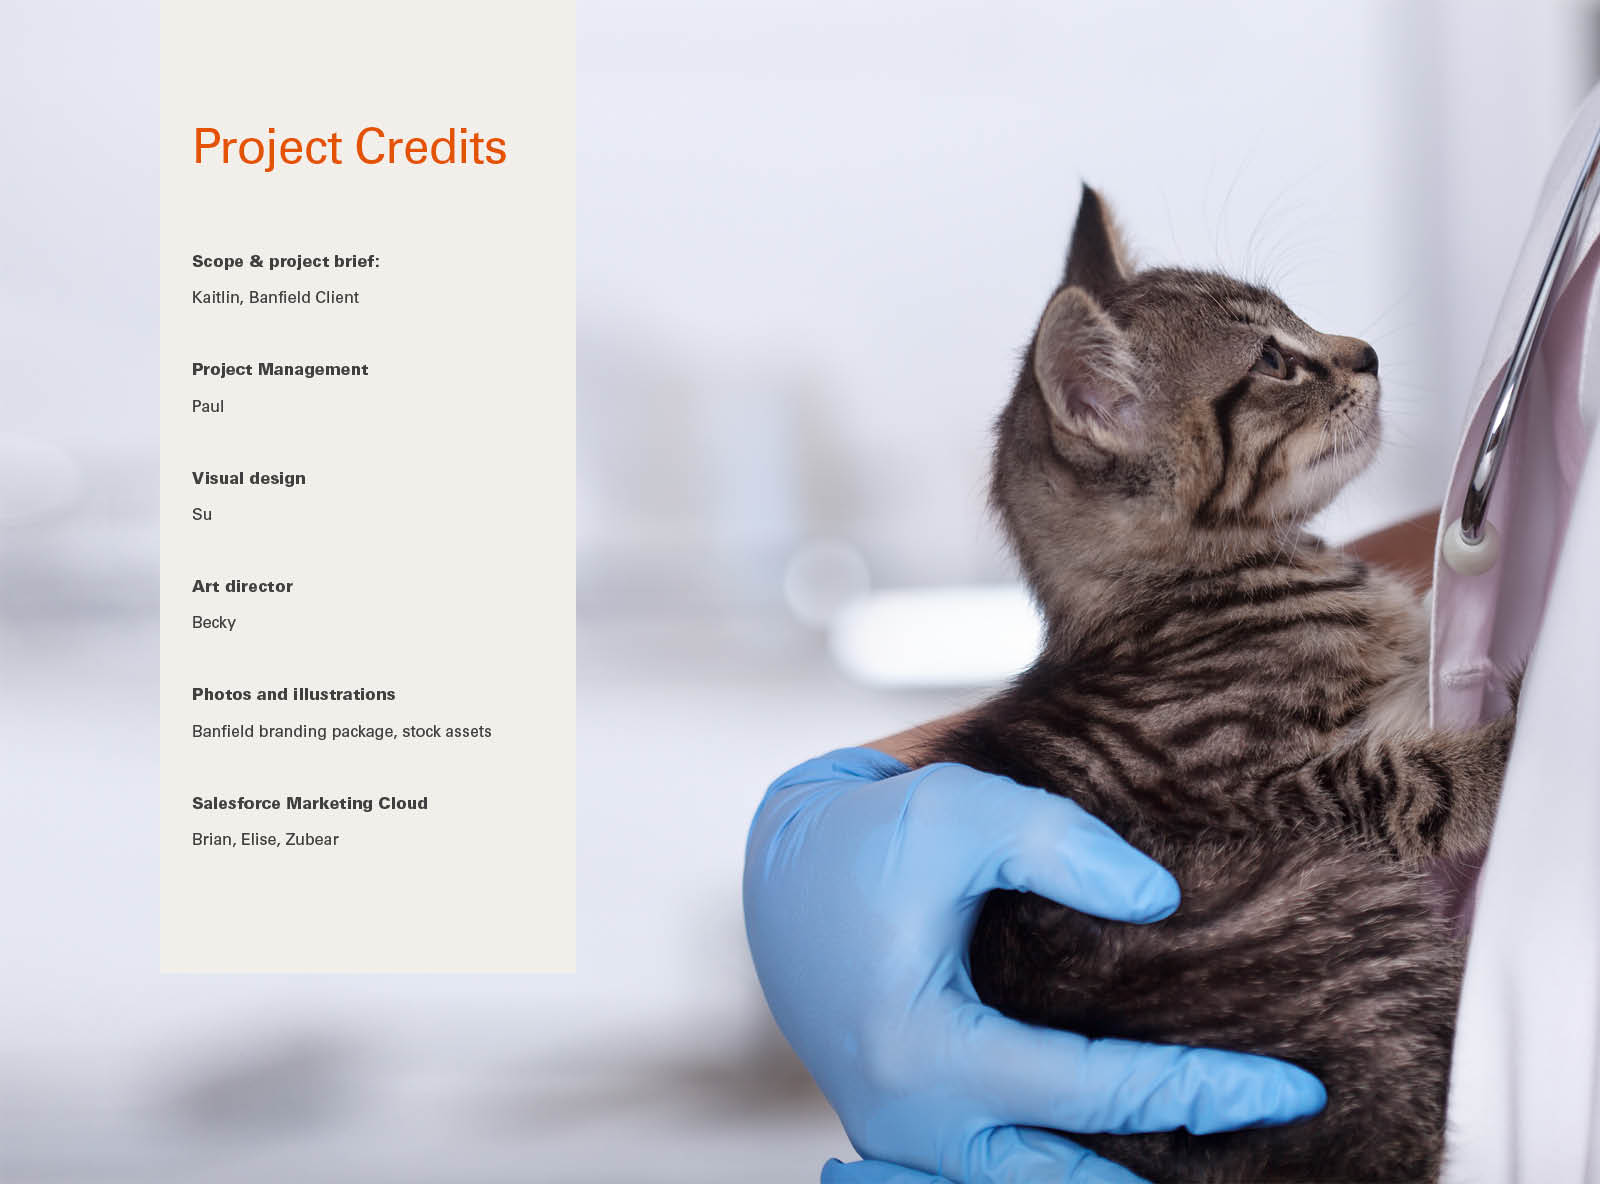 Project Credits
Scope & project brief:
Kaitlin, Banfield Client
Project Management
Paul
Visual design
Su
Art director
Becky
Photos and illustrations
Banfield branding package, stock assets
Salesforce Marketing Cloud
Brian, Elise, Zubear